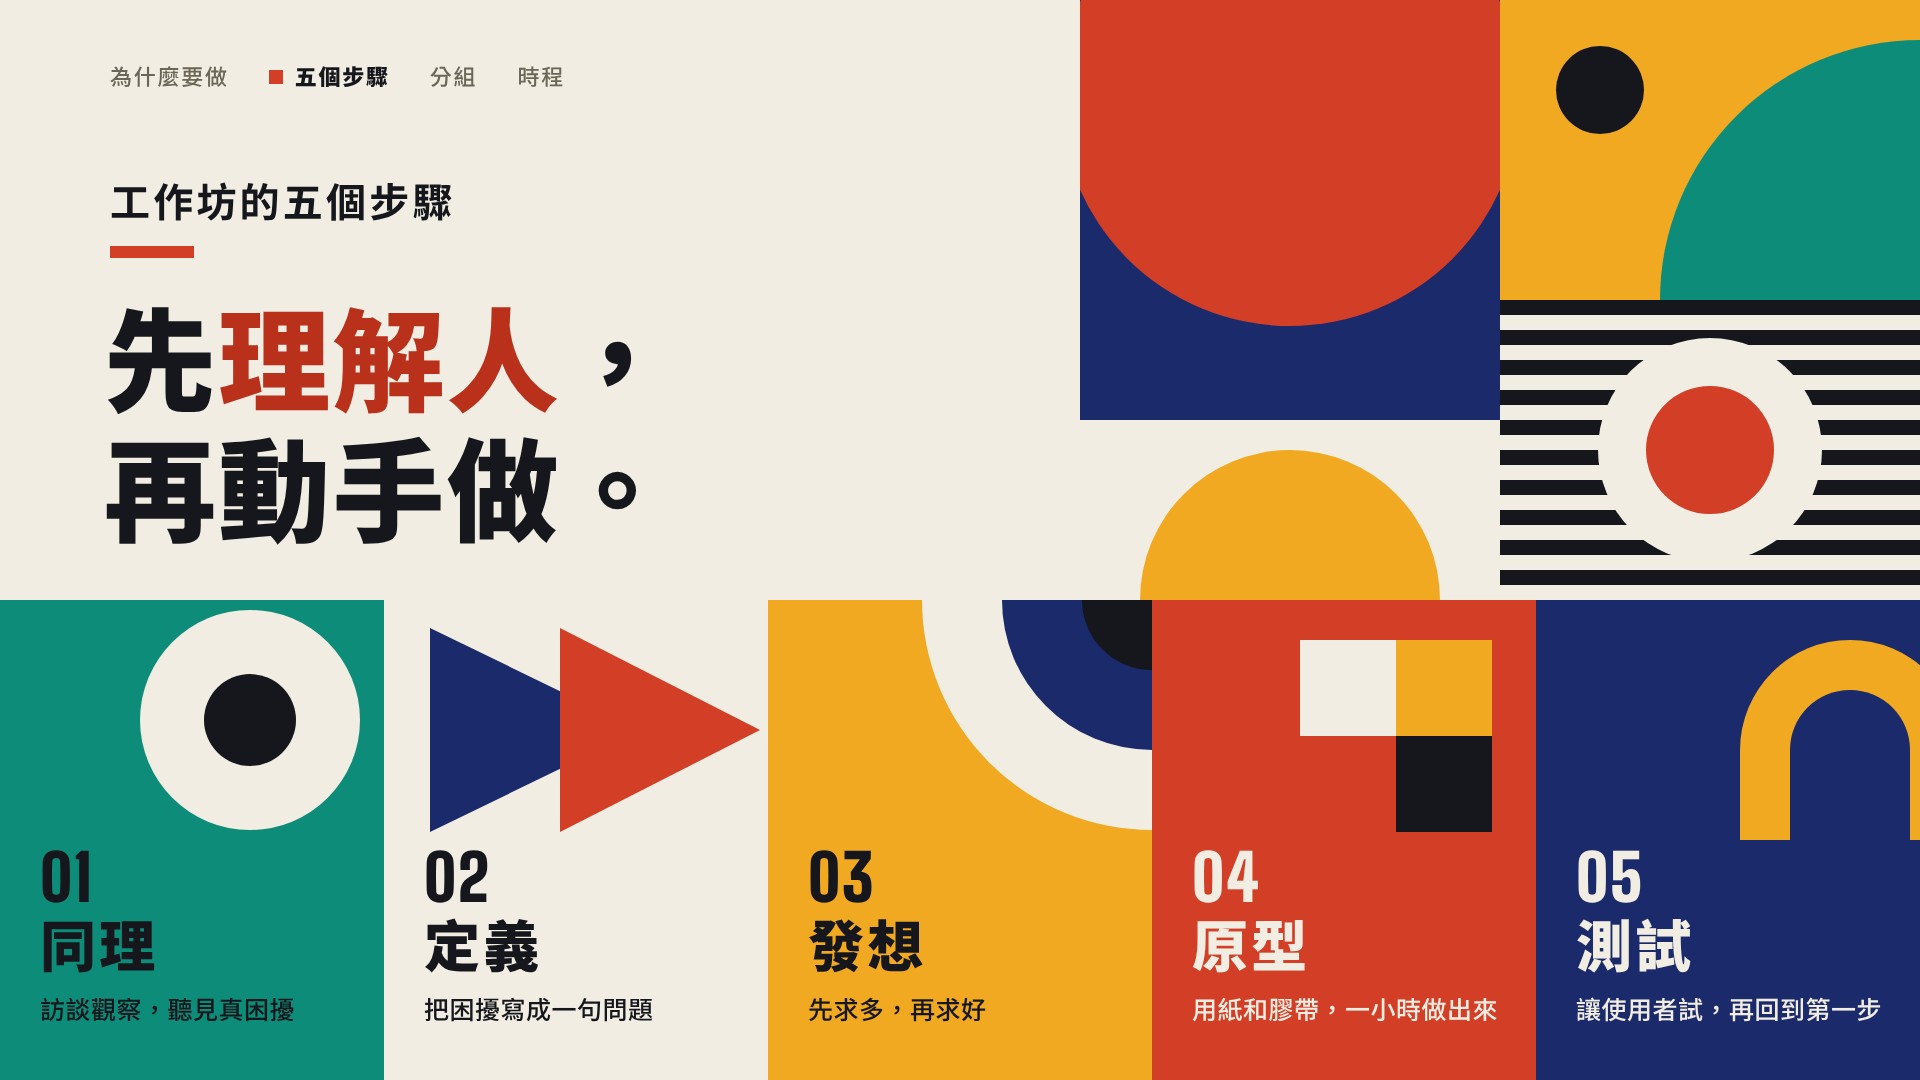 為什麼要做 五個步驟 分組 時程
工作坊的五個步驟
先理解人，
再動手做。
01
同理
訪談觀察，聽見真困擾
02
定義
把困擾寫成一句問題
03
發想
先求多，再求好
04
原型
用紙和膠帶，一小時做出來
05
測試
讓使用者試，再回到第一步